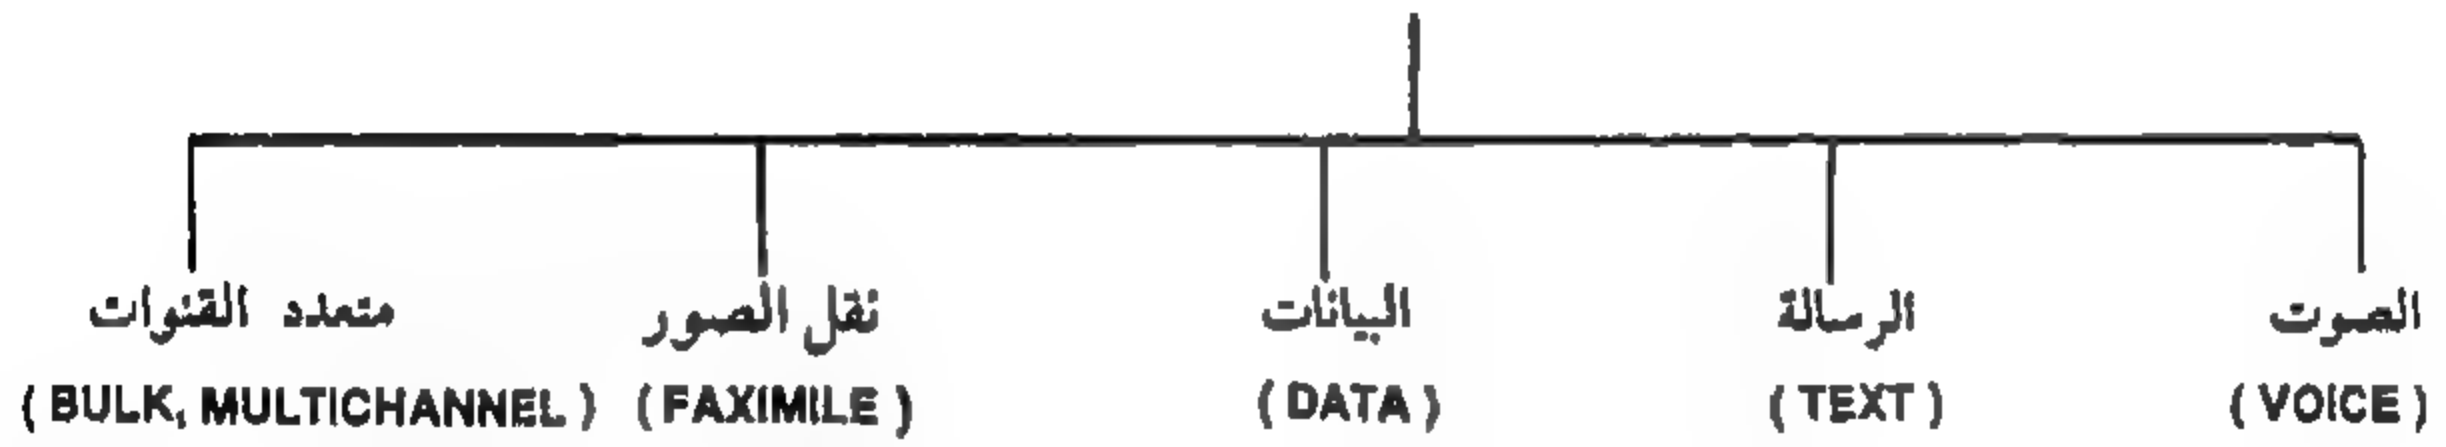 الصوت الرسالة البيانات نقل الصور متعدد القنوات
( VOICE ) ( TEXT ) ( DATA ) ( FAXIMILE ) ( BULK, MULTICHANNEL )